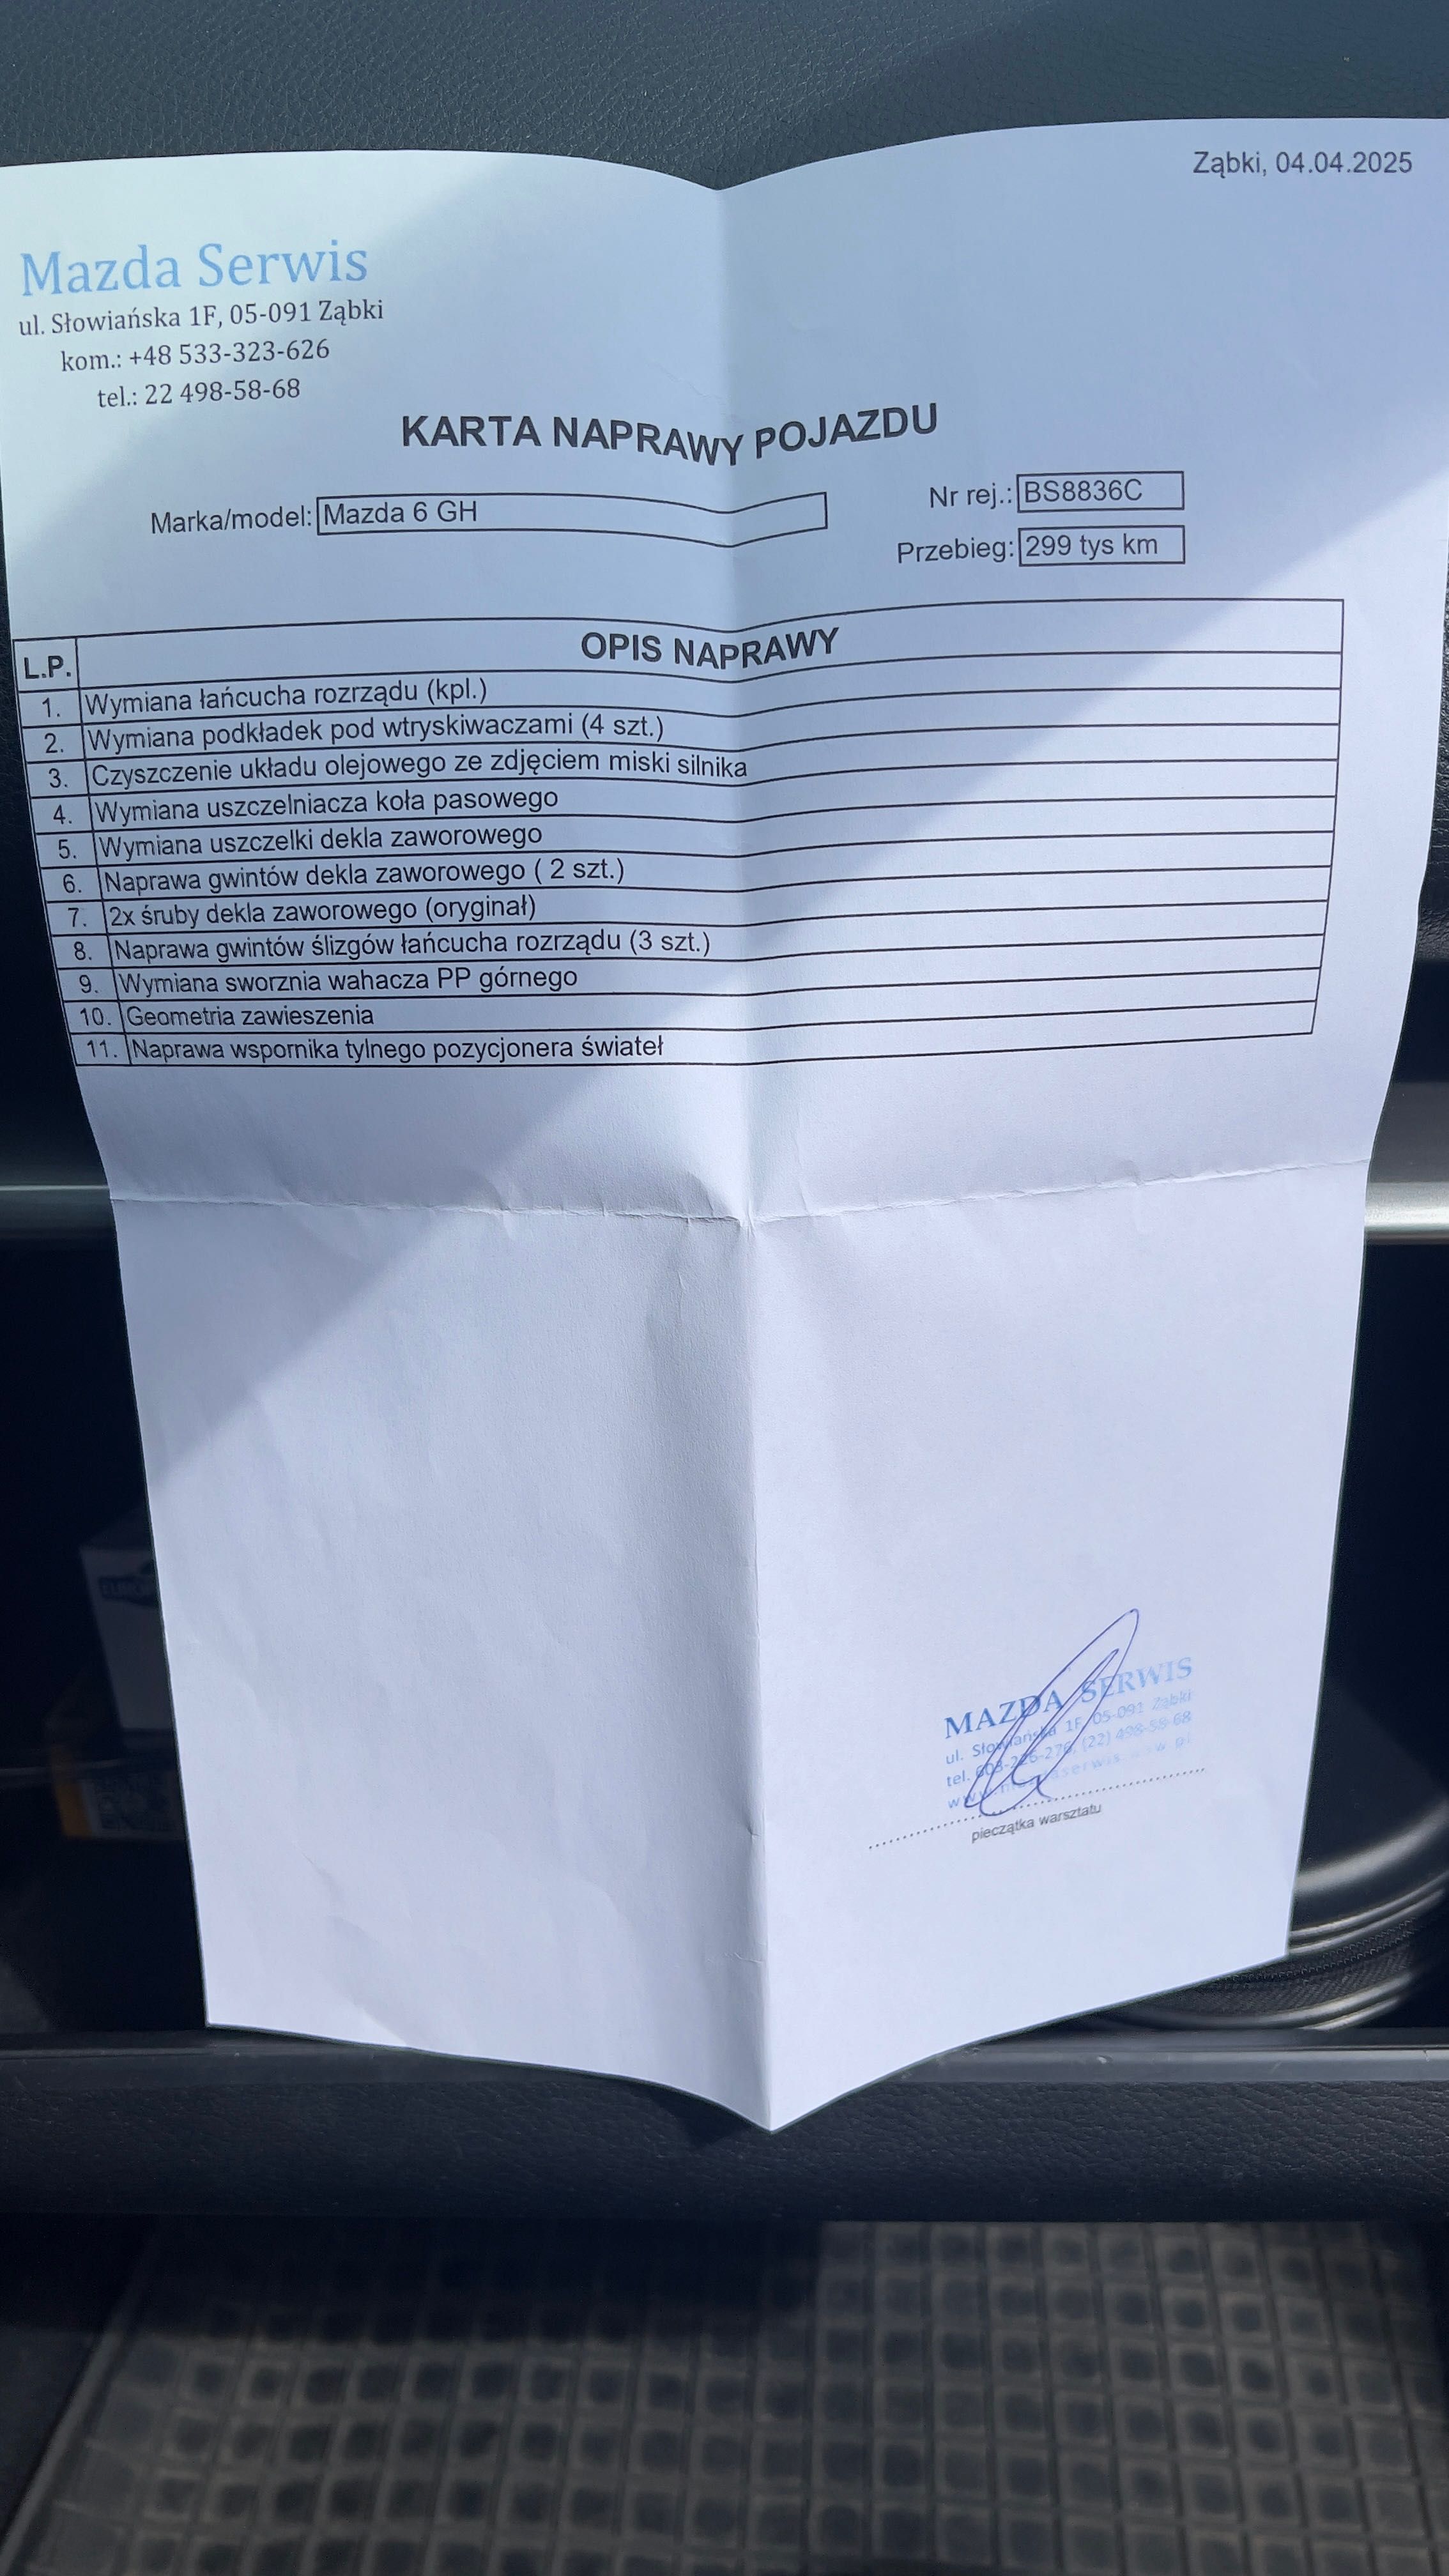 Ząbki, 04.04.2025
Mazda Serwis
ul. Słowiańska 1F, 05-091 Ząbki
kom.: +48 533-323-626
tel.: 22 498-58-68
KARTA NAPRAWY POJAZDU
Marka/model: Mazda 6 GH
Nr rej.: BS8836C
Przebieg: 299 tys km
L.P. OPIS NAPRAWY
1. Wymiana łańcucha rozrządu (kpl.)
2. Wymiana podkładek pod wtryskiwaczami (4 szt.)
3. Czyszczenie układu olejowego ze zdjęciem miski silnika
4. Wymiana uszczelniacza koła pasowego
5. Wymiana uszczelki dekla zaworowego
6. Naprawa gwintów dekla zaworowego ( 2 szt.)
7. 2x śruby dekla zaworowego (oryginał)
8. Naprawa gwintów ślizgów łańcucha rozrządu (3 szt.)
9. Wymiana sworznia wahacza PP górnego
10. Geometria zawieszenia
11. Naprawa wspornika tylnego pozycjonera świateł
MAZDA SERWIS
ul. Słowiańska 1F, 05-091 Ząbki
tel. (22) 498-58-68
pieczątka warsztatu